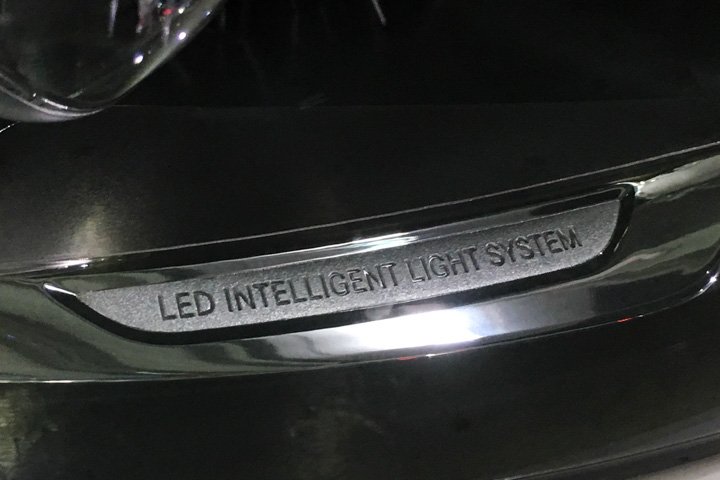 LED INTELLIGENT LIGHT SYSTEM